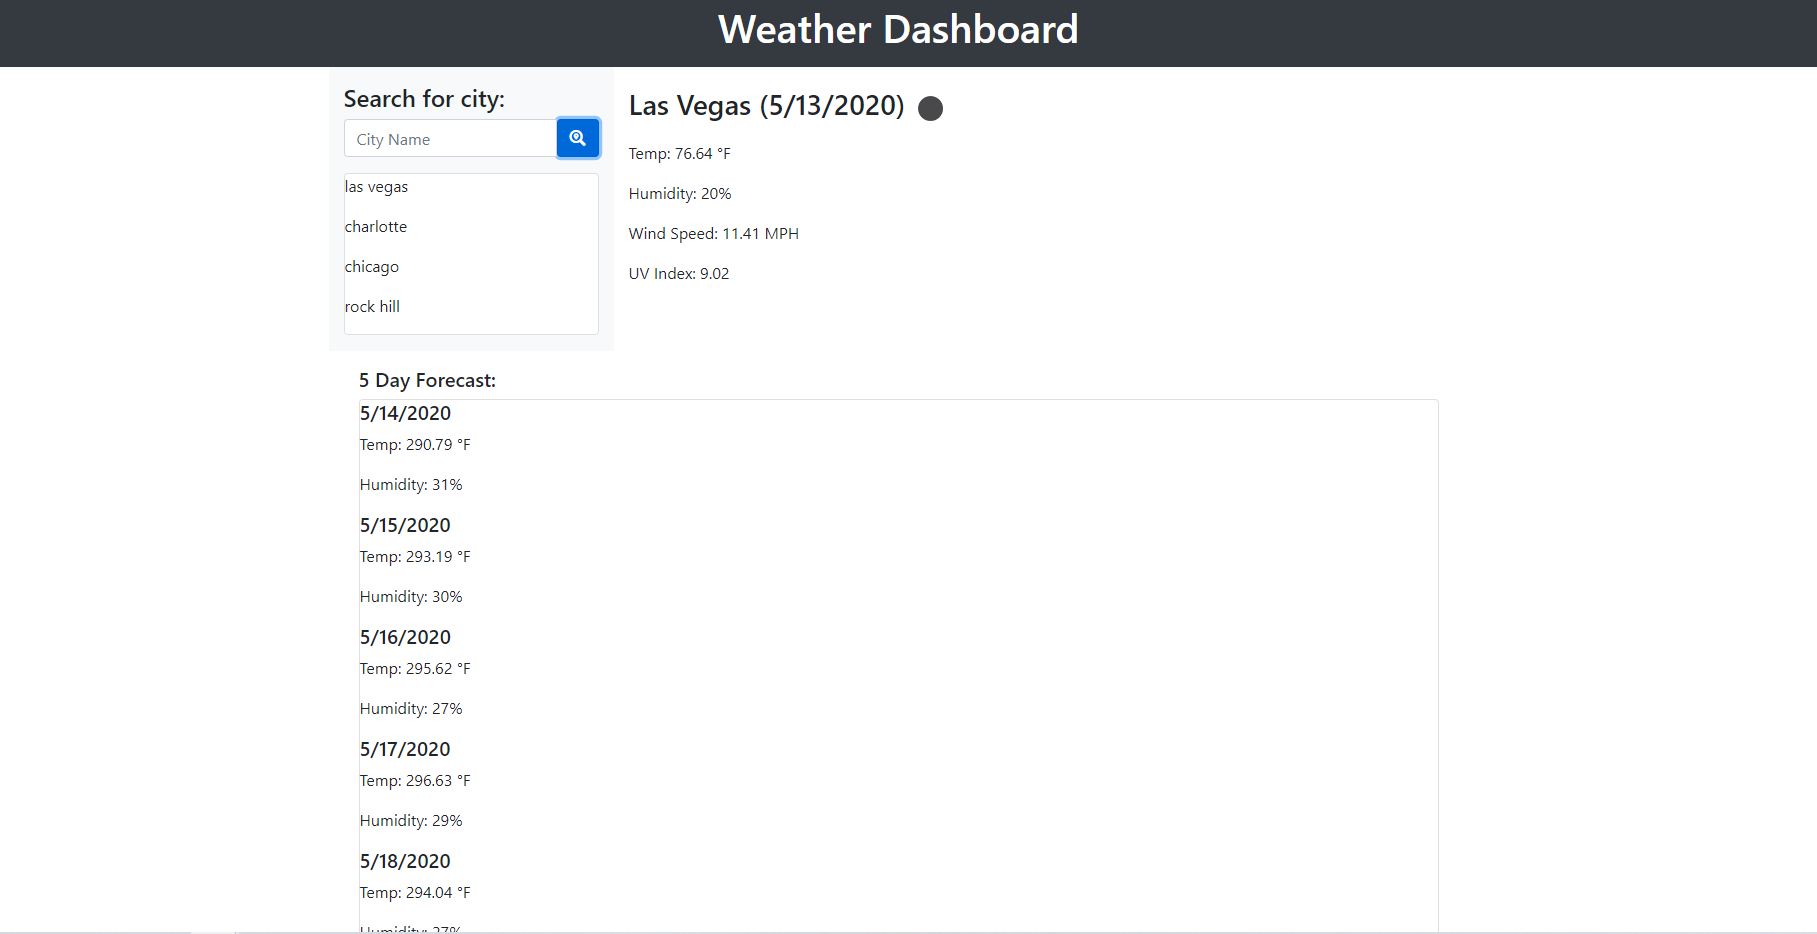 Weather Dashboard
Search for city:
City Name
las vegas
charlotte
chicago
rock hill
Las Vegas (5/13/2020)
Temp: 76.64 °F
Humidity: 20%
Wind Speed: 11.41 MPH
UV Index: 9.02
5 Day Forecast:
5/14/2020
Temp: 290.79 °F
Humidity: 31%
5/15/2020
Temp: 293.19 °F
Humidity: 30%
5/16/2020
Temp: 295.62 °F
Humidity: 27%
5/17/2020
Temp: 296.63 °F
Humidity: 29%
5/18/2020
Temp: 294.04 °F
Humidity: 27%